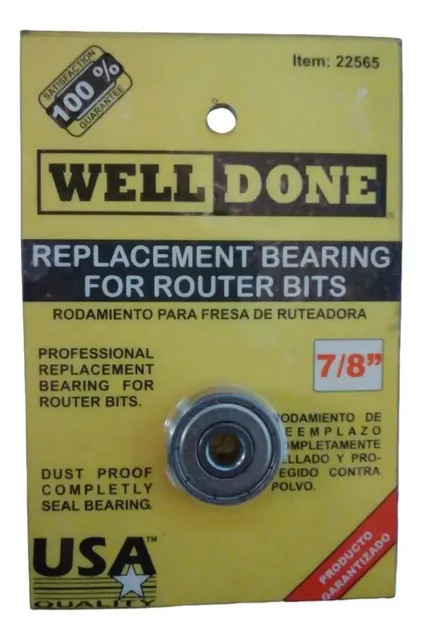 SATISFACTION
100 %
GUARANTEE
Item: 22565
WELL DONE
®
REPLACEMENT BEARING
FOR ROUTER BITS
RODAMIENTO PARA FRESA DE RUTEADORA
PROFESSIONAL
REPLACEMENT
BEARING FOR
ROUTER BITS.
7/8”
DUST PROOF
COMPLETLY
SEAL BEARING.
RODAMIENTO DE
EEMPLAZO
OMPLETAMENTE
ELLADO Y PRO-
EGIDO CONTRA
POLVO.
USA™
QUALITY
PRODUCTO
GARANTIZADO